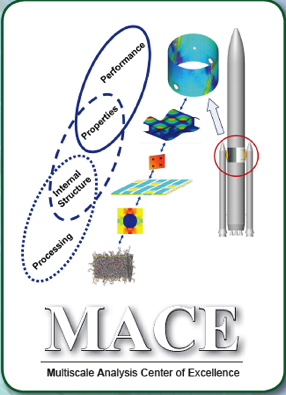 Performance
Properties
Internal
Structure
Processing
MACE
Multiscale Analysis Center of Excellence